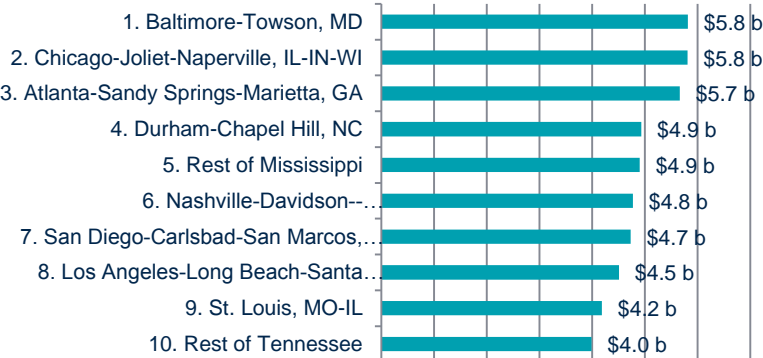 1. Baltimore-Towson, MD $5.8 b
2. Chicago-Joliet-Naperville, IL-IN-WI $5.8 b
3. Atlanta-Sandy Springs-Marietta, GA $5.7 b
4. Durham-Chapel Hill, NC $4.9 b
5. Rest of Mississippi $4.9 b
6. Nashville-Davidson--… $4.8 b
7. San Diego-Carlsbad-San Marcos,… $4.7 b
8. Los Angeles-Long Beach-Santa… $4.5 b
9. St. Louis, MO-IL $4.2 b
10. Rest of Tennessee $4.0 b